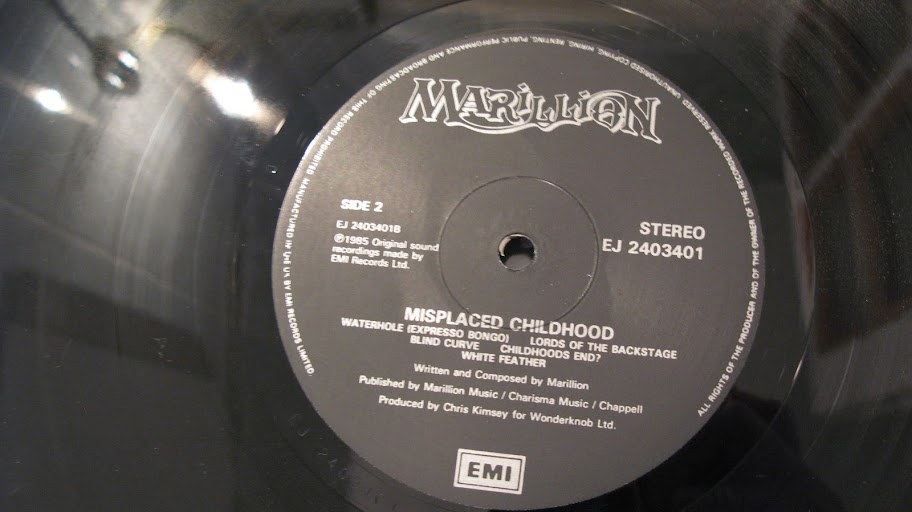 MARILLION
SIDE 2
EJ 2403401B
℗1985 Original sound
recordings made by
EMI Records Ltd.
STEREO
EJ 2403401
MISPLACED CHILDHOOD
WATERHOLE (EXPRESSO BONGO) LORDS OF THE BACKSTAGE
BLIND CURVE CHILDHOODS END?
WHITE FEATHER
Written and Composed by Marillion
Published by Marillion Music / Charisma Music / Chappell
Produced by Chris Kimsey for Wonderknob Ltd.
EMI
ALL RIGHTS OF THE PRODUCER AND OF THE OWNER OF THE RECORDED WORK RESERVED. UNAUTHORISED COPYING, HIRING, RENTING, PUBLIC PERFORMANCE AND BROADCASTING OF THIS RECORD PROHIBITED. MANUFACTURED IN THE U.K. BY EMI RECORDS LIMITED